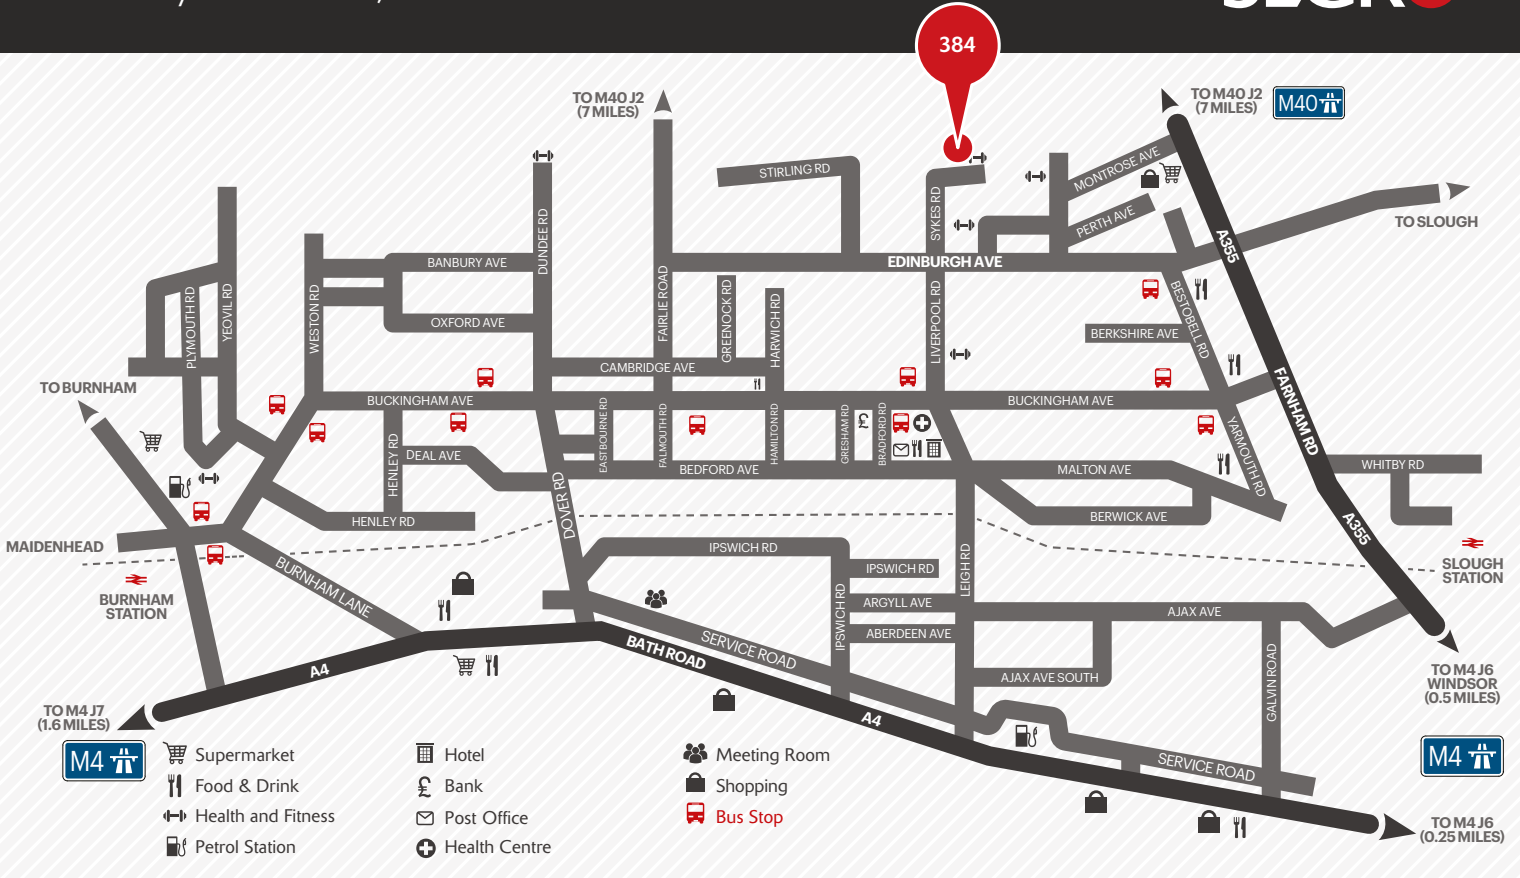 384
TO M40 J2
(7 MILES)
TO M40 J2
(7 MILES)
M40
STIRLING RD
MONTROSE AVE
SYKES RD
PERTH AVE
TO SLOUGH
DUNDEE RD
A355
BANBURY AVE
FAIRLIE ROAD
EDINBURGH AVE
PLYMOUTH RD
YEOVIL RD
WESTON RD
OXFORD AVE
GREENOCK RD
HARWICH RD
LIVERPOOL RD
BESTOBELL RD
BERKSHIRE AVE
CAMBRIDGE AVE
TO BURNHAM
BUCKINGHAM AVE
BUCKINGHAM AVE
FARNHAM RD
EASTBOURNE RD
FALMOUTH RD
HAMILTON RD
GRESHAM RD
BRADFORD RD
HENLEY RD
DEAL AVE
BEDFORD AVE
MALTON AVE
YARMOUTH RD
WHITBY RD
DOVER RD
HENLEY RD
BERWICK AVE
A355
MAIDENHEAD
IPSWICH RD
IPSWICH RD
LEIGH RD
SLOUGH
STATION
BURNHAM
STATION
BURNHAM LANE
IPSWICH RD
ARGYLL AVE
AJAX AVE
ABERDEEN AVE
SERVICE ROAD
BATH ROAD
A4
AJAX AVE SOUTH
GALVIN ROAD
TO M4 J6
WINDSOR
(0.5 MILES)
TO M4 J7
(1.6 MILES)
A4
M4
M4
SERVICE ROAD
Supermarket
Food & Drink
Health and Fitness
Petrol Station
Hotel
Bank
Post Office
Health Centre
Meeting Room
Shopping
Bus Stop
TO M4 J6
(0.25 MILES)